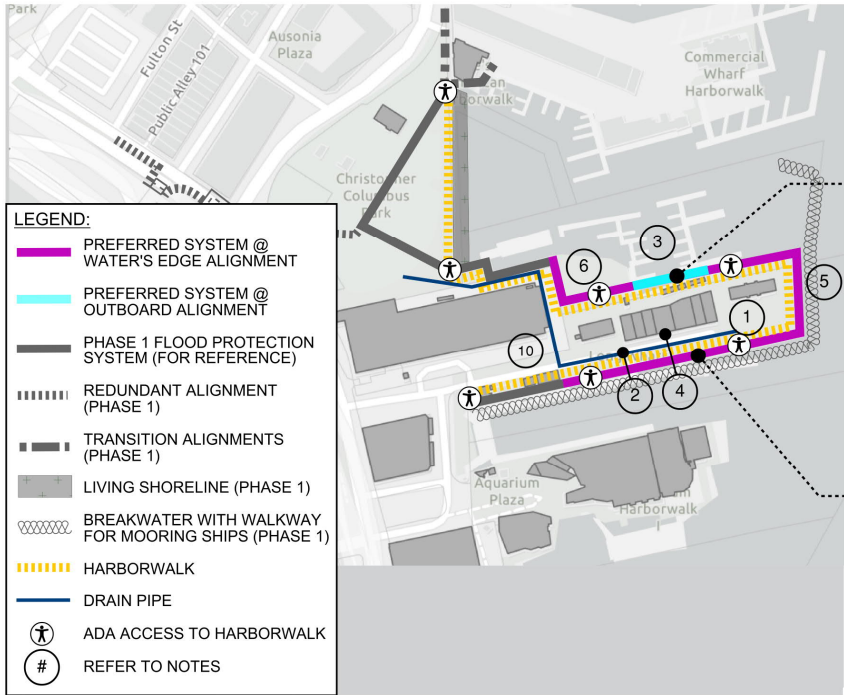 Park
Fulton St
Public Alley 101
Ausonia
Plaza
Commercial
Wharf
Harborwalk
Christopher
Columbus
Park
3
6
5
1
10
2
4
Aquarium
Plaza
Harborwalk
LEGEND:
PREFERRED SYSTEM @
WATER'S EDGE ALIGNMENT
PREFERRED SYSTEM @
OUTBOARD ALIGNMENT
PHASE 1 FLOOD PROTECTION
SYSTEM (FOR REFERENCE)
REDUNDANT ALIGNMENT
(PHASE 1)
TRANSITION ALIGNMENTS
(PHASE 1)
LIVING SHORELINE (PHASE 1)
BREAKWATER WITH WALKWAY
FOR MOORING SHIPS (PHASE 1)
HARBORWALK
DRAIN PIPE
ADA ACCESS TO HARBORWALK
# REFER TO NOTES